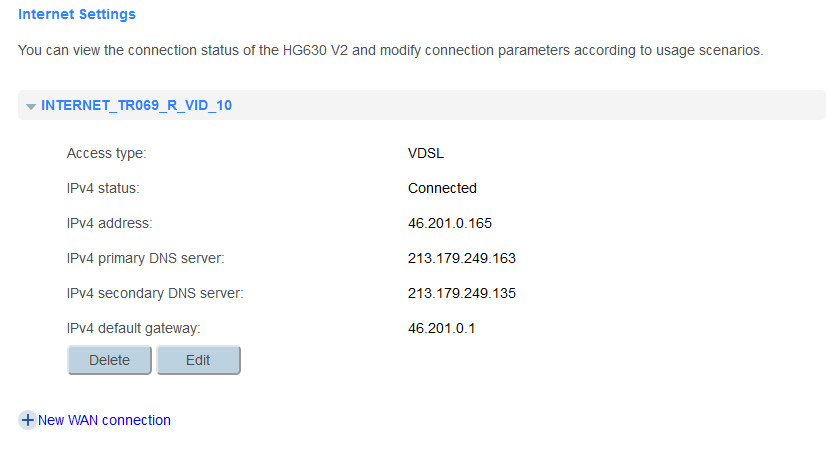 Internet Settings
You can view the connection status of the HG630 V2 and modify connection parameters according to usage scenarios.
INTERNET_TR069_R_VID_10
Access type: VDSL
IPv4 status: Connected
IPv4 address: 46.201.0.165
IPv4 primary DNS server: 213.179.249.163
IPv4 secondary DNS server: 213.179.249.135
IPv4 default gateway: 46.201.0.1
Delete Edit
New WAN connection